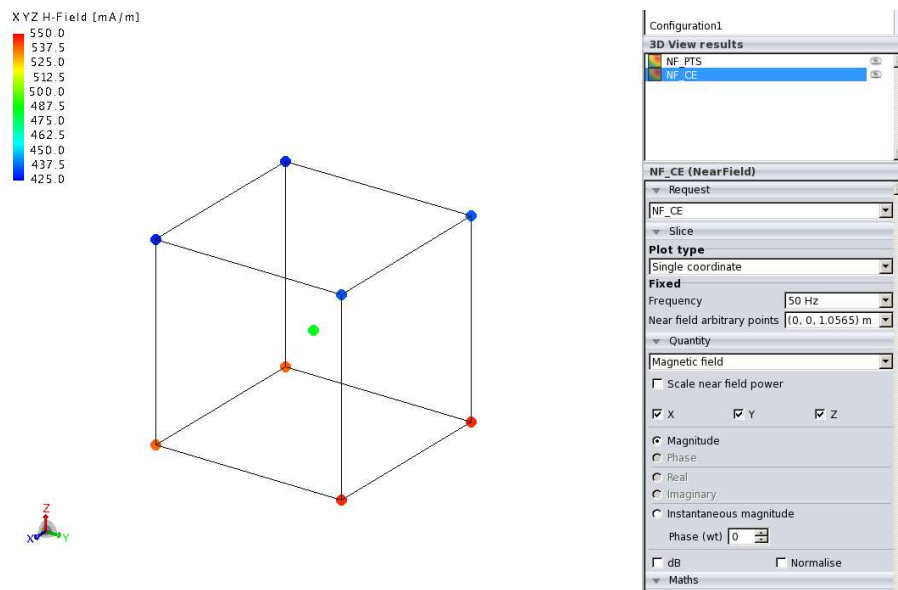 XYZ H-Field [mA/m]
550.0
537.5
525.0
512.5
500.0
487.5
475.0
462.5
450.0
437.5
425.0
Z
X
Y
Configuration1
3D View results
NF_PTS
NF_CE
NF_CE (NearField)
Request
NF_CE
Slice
Plot type
Single coordinate
Fixed
Frequency 50 Hz
Near field arbitrary points (0, 0, 1.0565) m
Quantity
Magnetic field
Scale near field power
X Y Z
Magnitude
Phase
Real
Imaginary
Instantaneous magnitude
Phase (wt) 0
dB Normalise
Maths